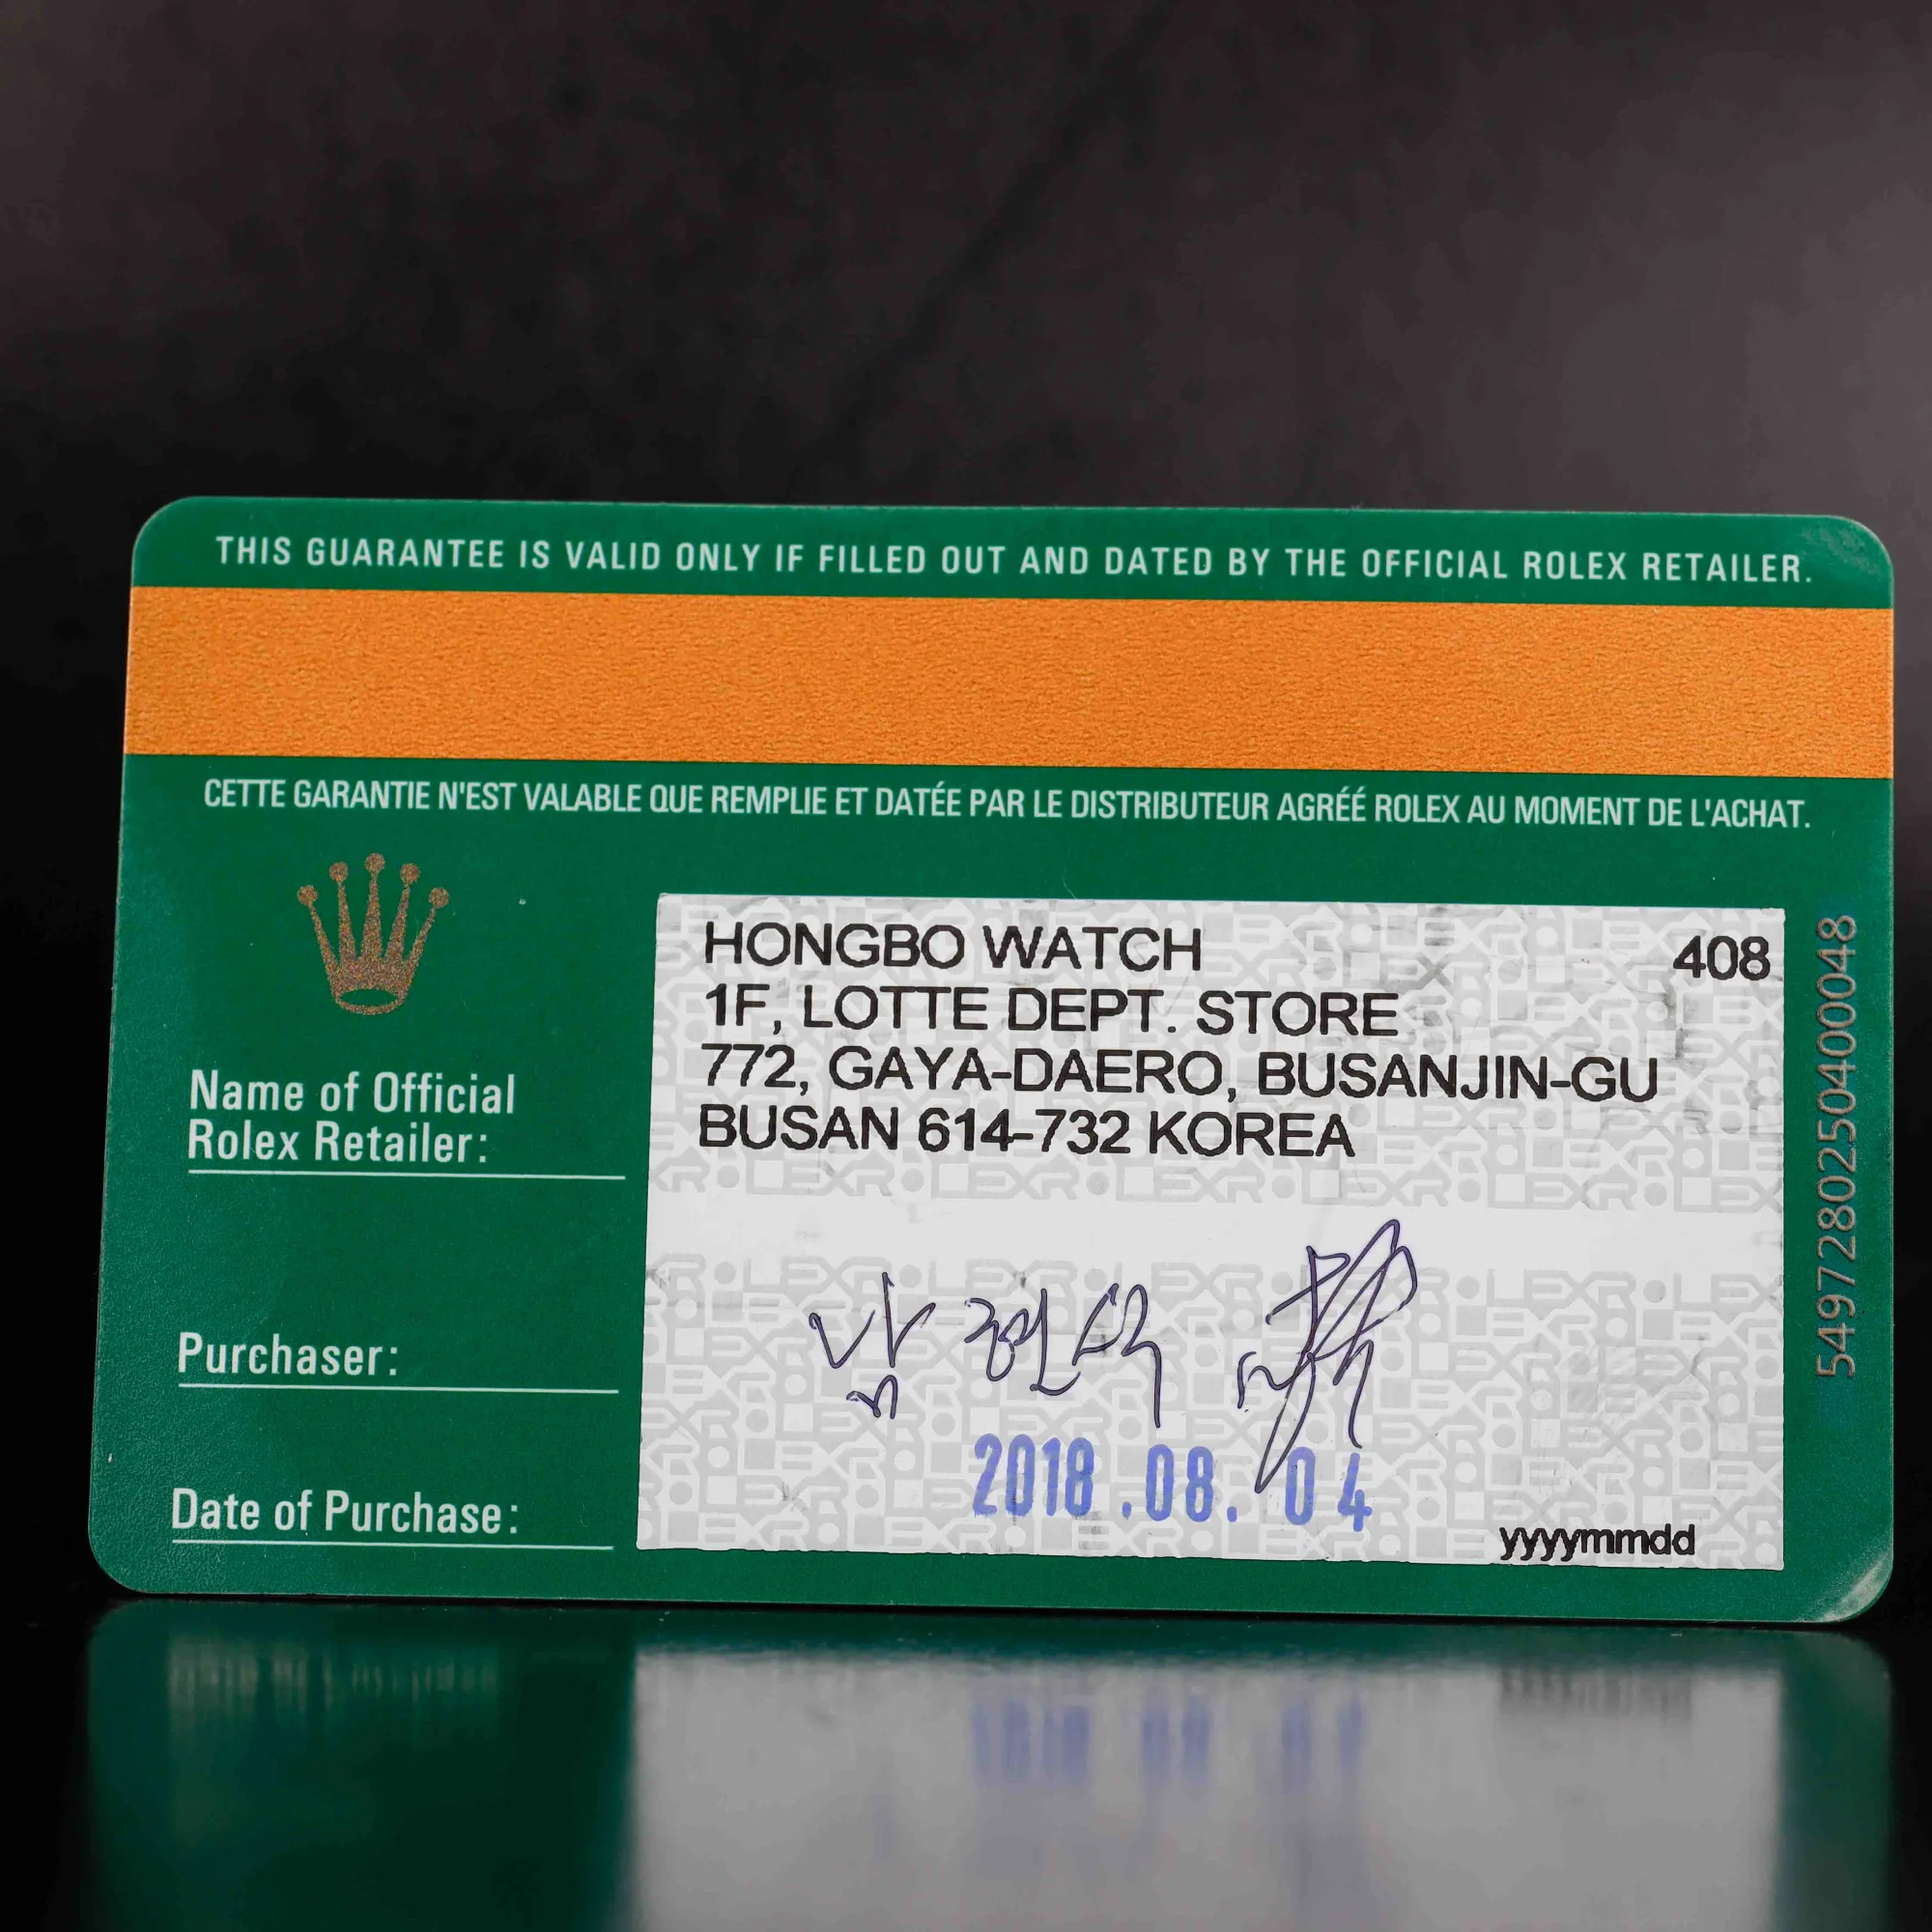 THIS GUARANTEE IS VALID ONLY IF FILLED OUT AND DATED BY THE OFFICIAL ROLEX RETAILER.
CETTE GARANTIE N'EST VALABLE QUE REMPLIE ET DATÉE PAR LE DISTRIBUTEUR AGRÉÉ ROLEX AU MOMENT DE L'ACHAT.
HONGBO WATCH 408
1F, LOTTE DEPT. STORE
772, GAYA-DAERO, BUSANJIN-GU
BUSAN 614-732 KOREA
Name of Official
Rolex Retailer:
Purchaser:
Date of Purchase:
2018.08.04
yyyymmdd
5497280250400048